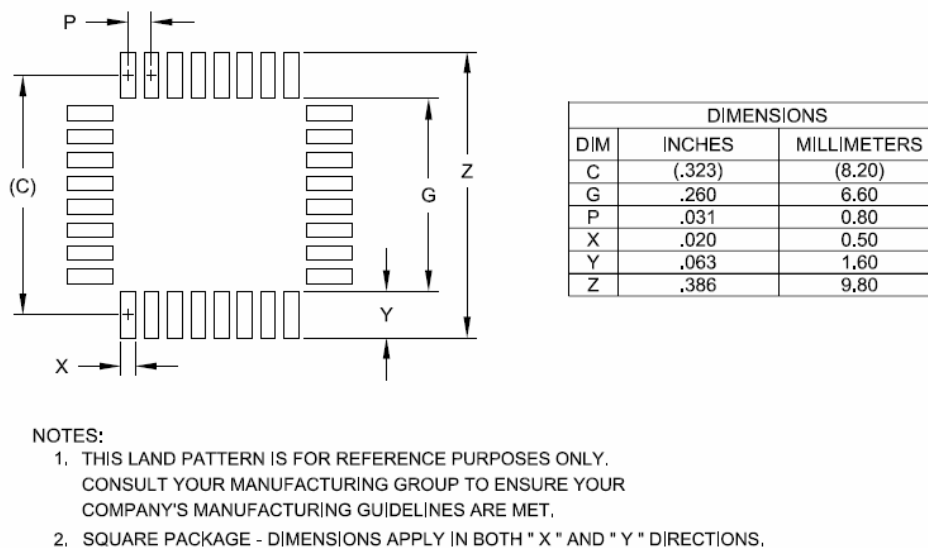 P
(C)
Z
G
Y
X
DIMENSIONS
DIM INCHES MILLIMETERS
C (.323) (8.20)
G .260 6.60
P .031 0.80
X .020 0.50
Y .063 1.60
Z .386 9.80
NOTES:
1. THIS LAND PATTERN IS FOR REFERENCE PURPOSES ONLY.
CONSULT YOUR MANUFACTURING GROUP TO ENSURE YOUR
COMPANY'S MANUFACTURING GUIDELINES ARE MET.
2. SQUARE PACKAGE - DIMENSIONS APPLY IN BOTH " X " AND " Y " DIRECTIONS.